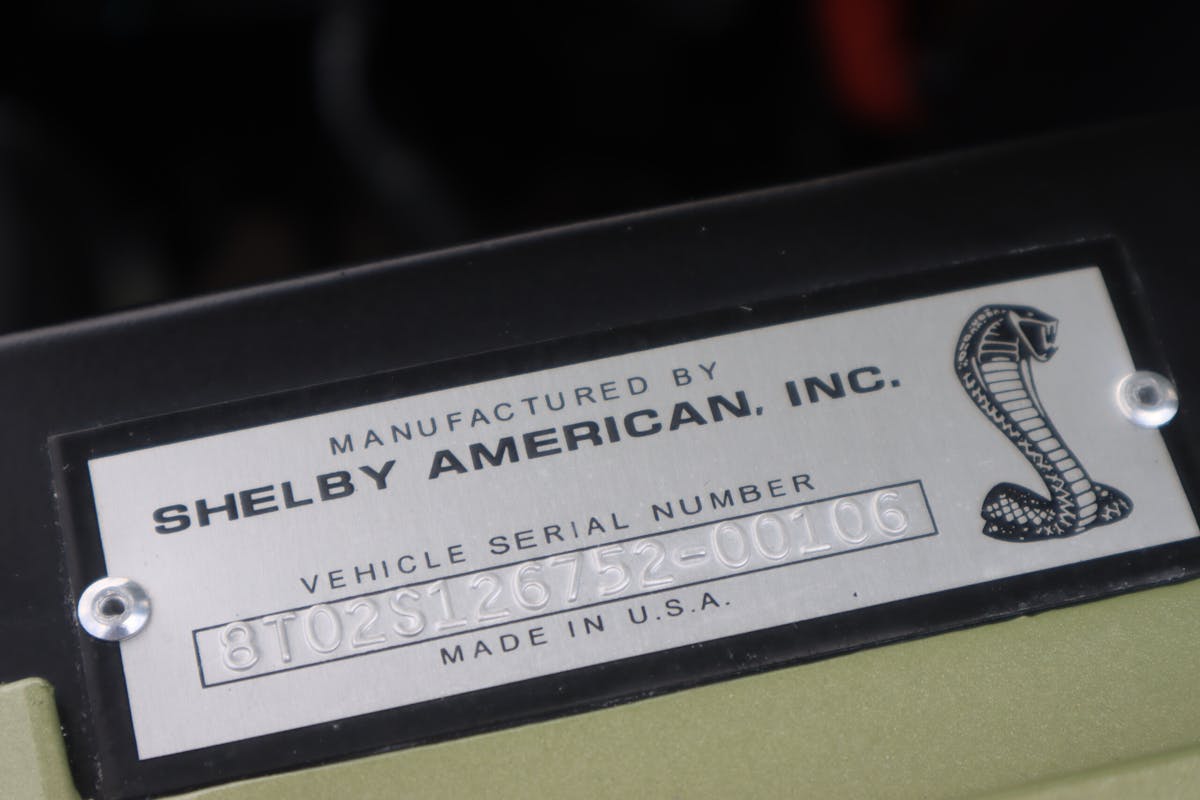 MANUFACTURED BY
SHELBY AMERICAN, INC.
VEHICLE SERIAL NUMBER
8T02S126752-00106
MADE IN U.S.A.